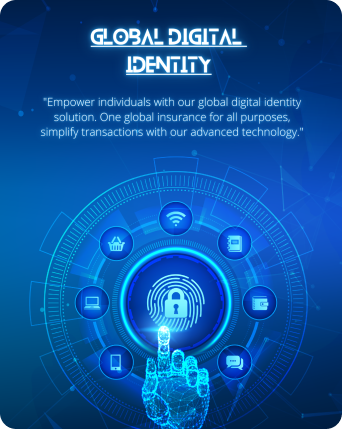 GLOBAL DIGITAL
IDENTITY
"Empower individuals with our global digital identity
solution. One global insurance for all purposes,
simplify transactions with our advanced technology."